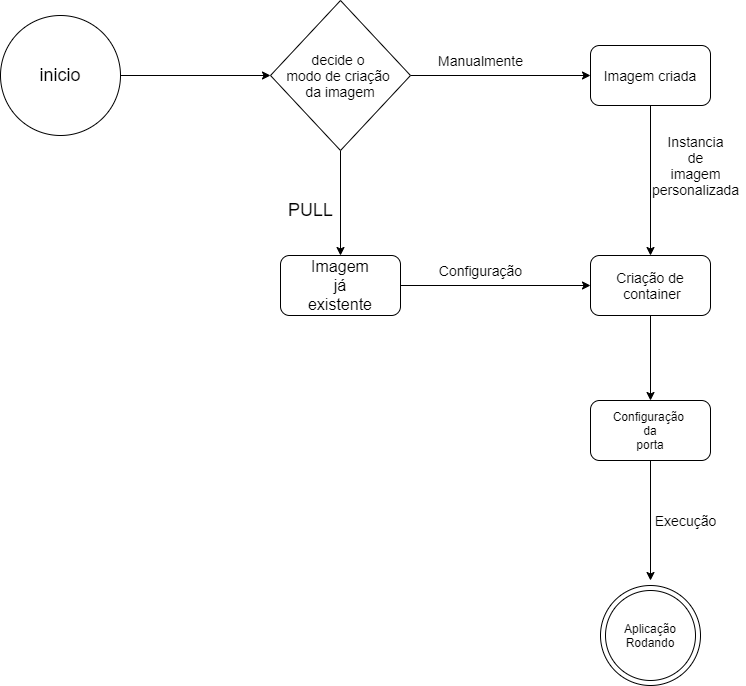 inicio
decide o
modo de criação
da imagem
Manualmente
Imagem criada
Instancia
de
imagem
personalizada
PULL
Imagem
já
existente
Configuração
Criação de
container
Configuração
da
porta
Execução
Aplicação
Rodando